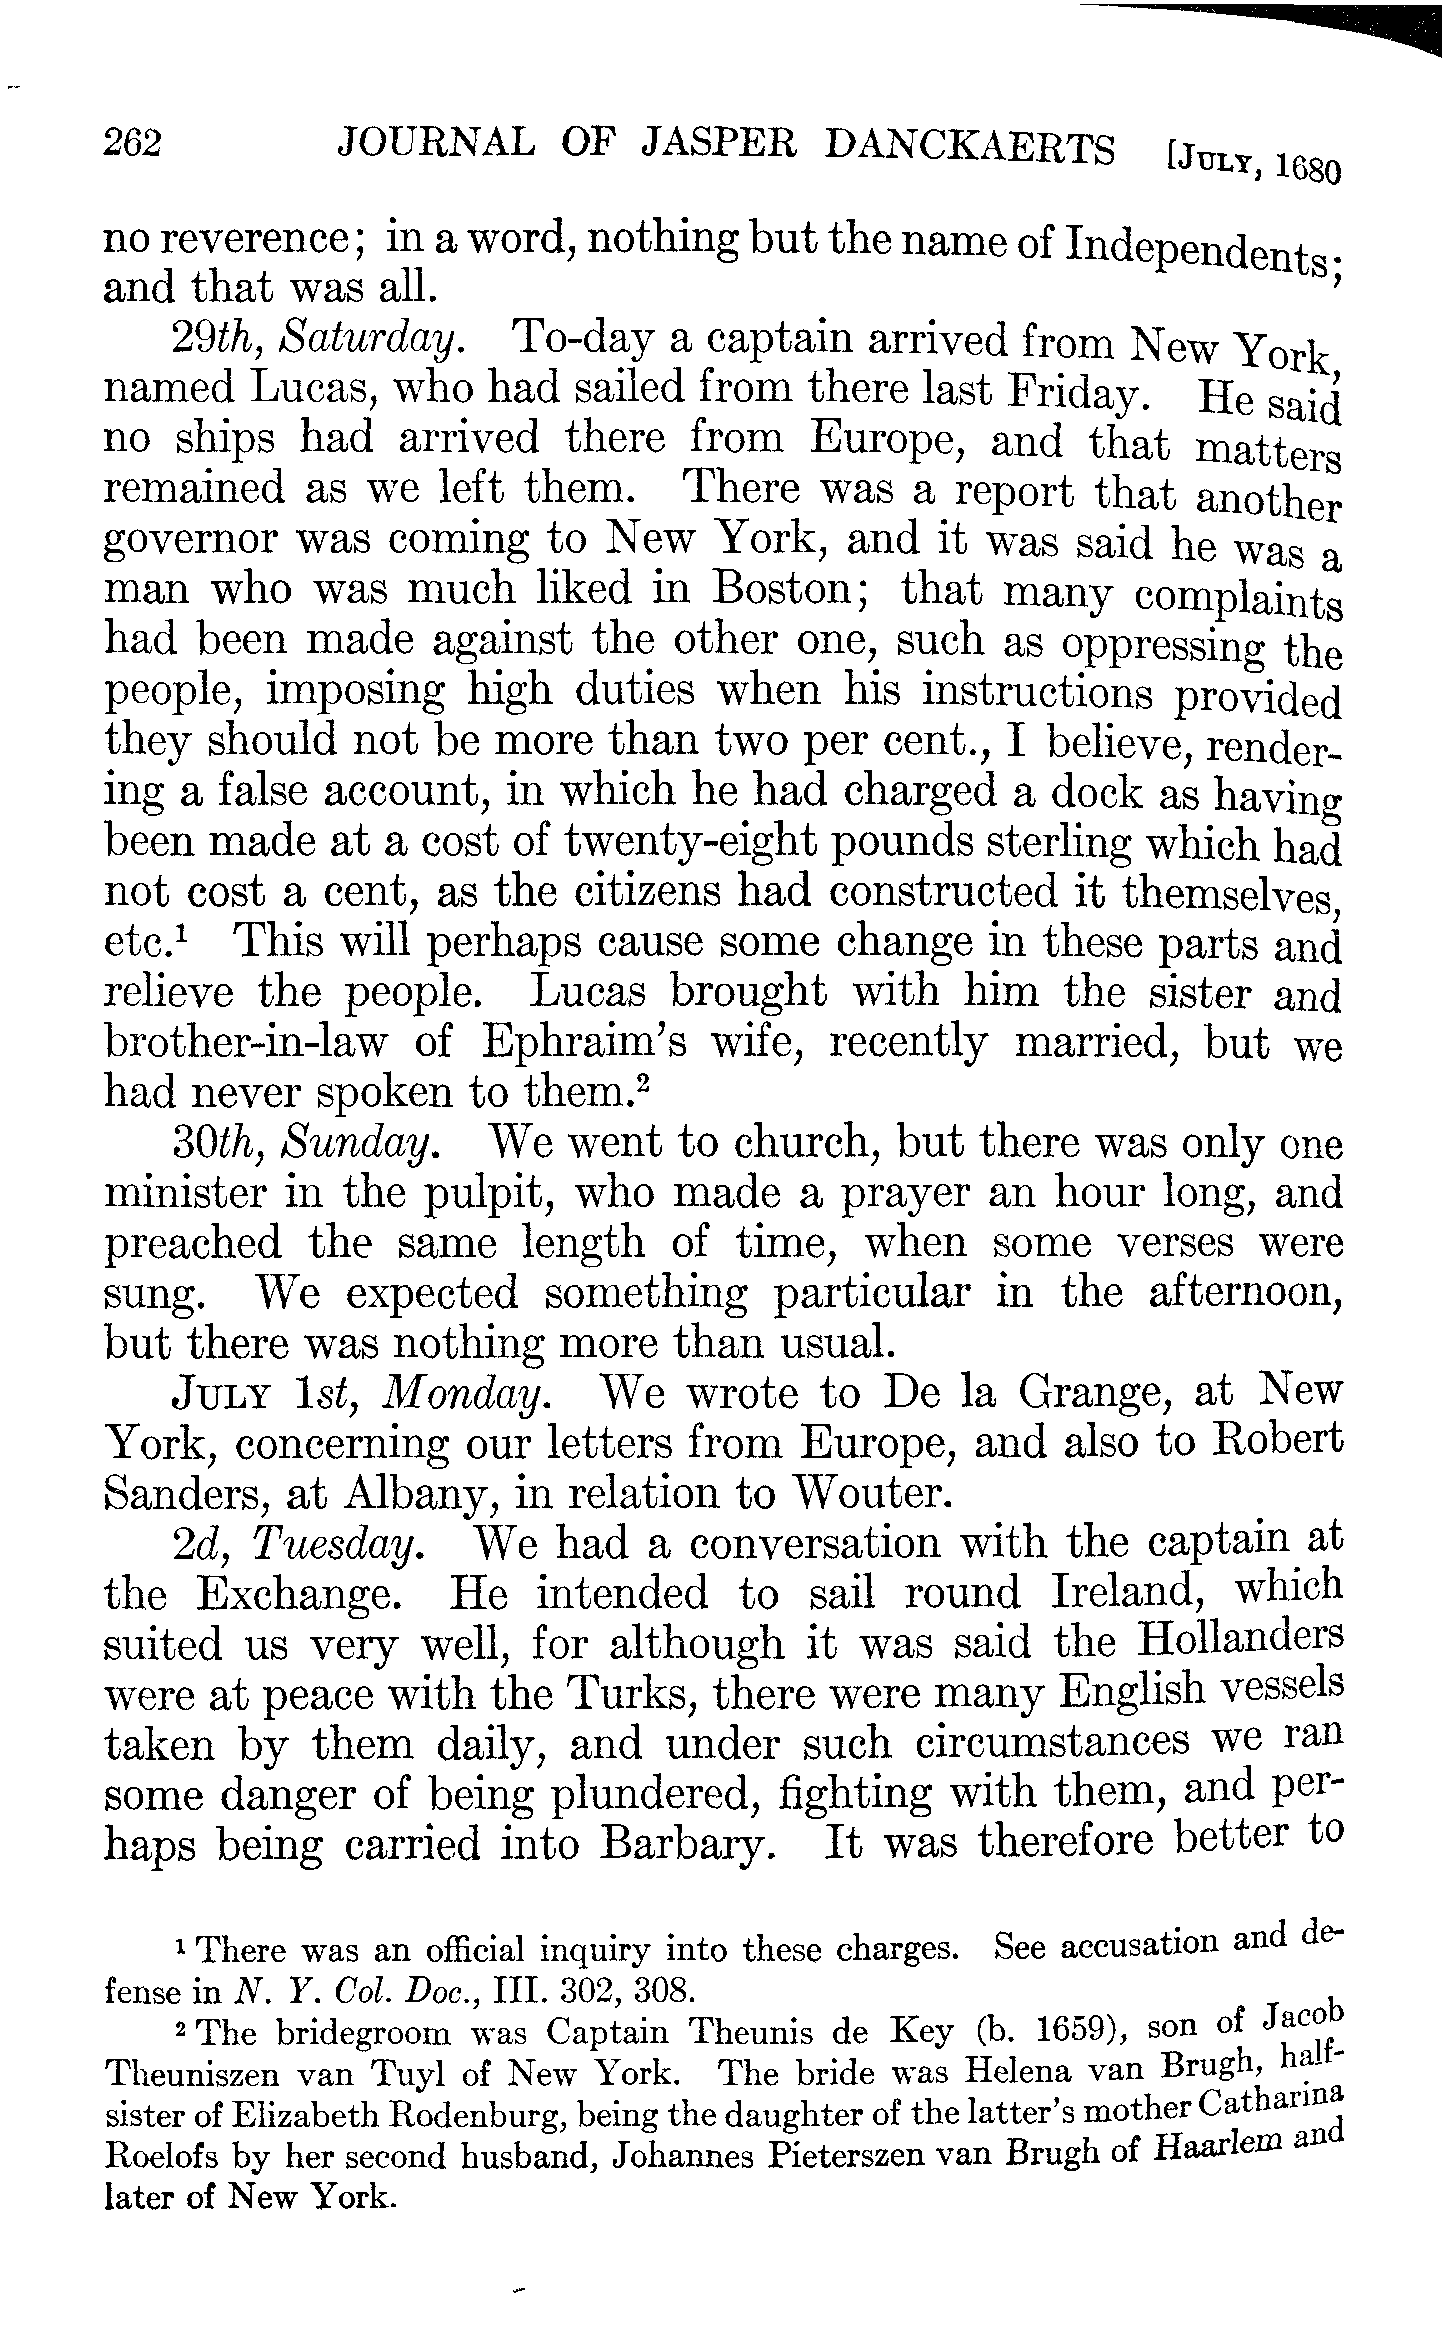 262 JOURNAL OF JASPER DANCKAERTS [JULY, 1680
no reverence; in a word, nothing but the name of Independents;
and that was all.
29th, Saturday. To-day a captain arrived from New York,
named Lucas, who had sailed from there last Friday. He said
no ships had arrived there from Europe, and that matters
remained as we left them. There was a report that another
governor was coming to New York, and it was said he was a
man who was much liked in Boston; that many complaints
had been made against the other one, such as oppressing the
people, imposing high duties when his instructions provided
they should not be more than two per cent., I believe, render-
ing a false account, in which he had charged a dock as having
been made at a cost of twenty-eight pounds sterling which had
not cost a cent, as the citizens had constructed it themselves,
etc.¹ This will perhaps cause some change in these parts and
relieve the people. Lucas brought with him the sister and
brother-in-law of Ephraim's wife, recently married, but we
had never spoken to them.²
30th, Sunday. We went to church, but there was only one
minister in the pulpit, who made a prayer an hour long, and
preached the same length of time, when some verses were
sung. We expected something particular in the afternoon,
but there was nothing more than usual.
JULY 1st, Monday. We wrote to De la Grange, at New
York, concerning our letters from Europe, and also to Robert
Sanders, at Albany, in relation to Wouter.
2d, Tuesday. We had a conversation with the captain at
the Exchange. He intended to sail round Ireland, which
suited us very well, for although it was said the Hollanders
were at peace with the Turks, there were many English vessels
taken by them daily, and under such circumstances we ran
some danger of being plundered, fighting with them, and per-
haps being carried into Barbary. It was therefore better to
¹ There was an official inquiry into these charges. See accusation and de-
fense in N. Y. Col. Doc., III. 302, 308.
² The bridegroom was Captain Theunis de Key (b. 1659), son of Jacob
Theuniszen van Tuyl of New York. The bride was Helena van Brugh, half-
sister of Elizabeth Rodenburg, being the daughter of the latter's mother Catharina
Roelofs by her second husband, Johannes Pieterszen van Brugh of Haarlem and
later of New York.